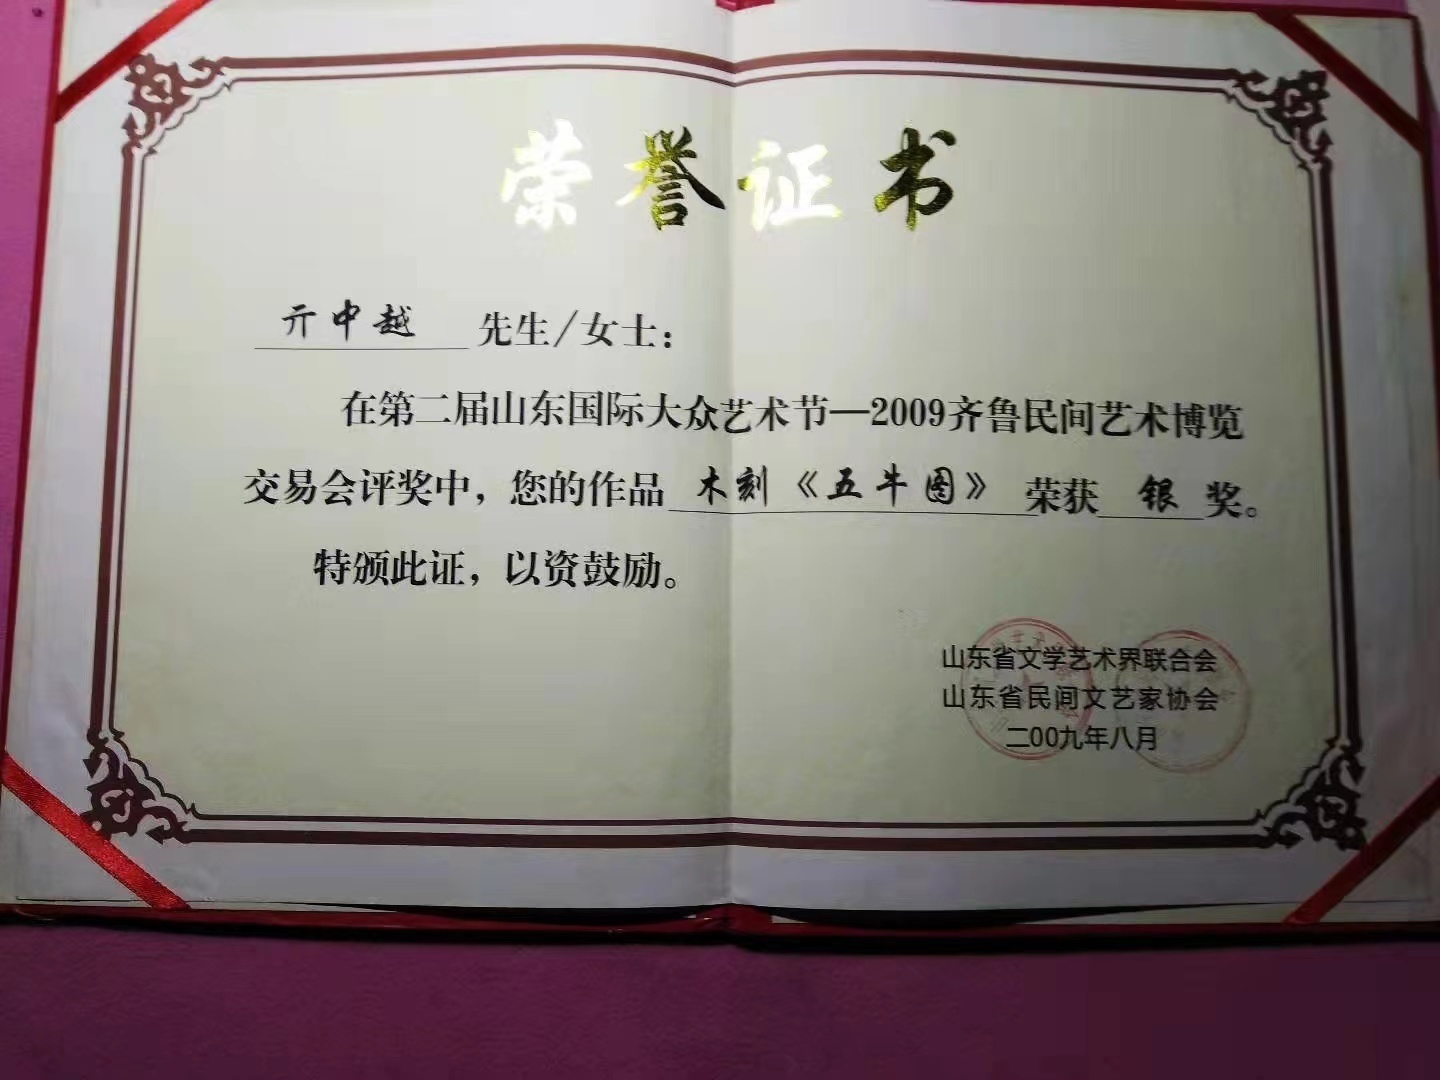 荣誉证书
亓中越 先生/女士：
在第二届山东国际大众艺术节—2009齐鲁民间艺术博览
交易会评奖中，您的作品 木刻《五牛图》 荣获 银 奖。
特颁此证，以资鼓励。
山东省文学艺术界联合会
山东省民间文艺家协会
二00九年八月